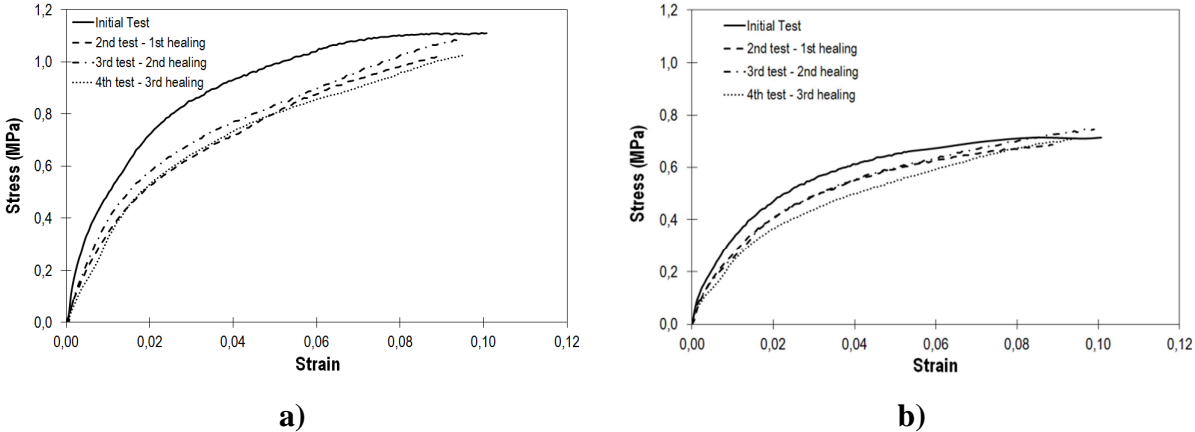 1,2
1,0
0,8
0,6
0,4
0,2
0,0
Stress (MPa)
Initial Test
2nd test - 1st healing
3rd test - 2nd healing
4th test - 3rd healing
0,00 0,02 0,04 0,06 0,08 0,10 0,12
Strain
a)
1,2
1,0
0,8
0,6
0,4
0,2
0,0
Stress (MPa)
Initial Test
2nd test - 1st healing
3rd test - 2nd healing
4th test - 3rd healing
0,00 0,02 0,04 0,06 0,08 0,10 0,12
Strain
b)